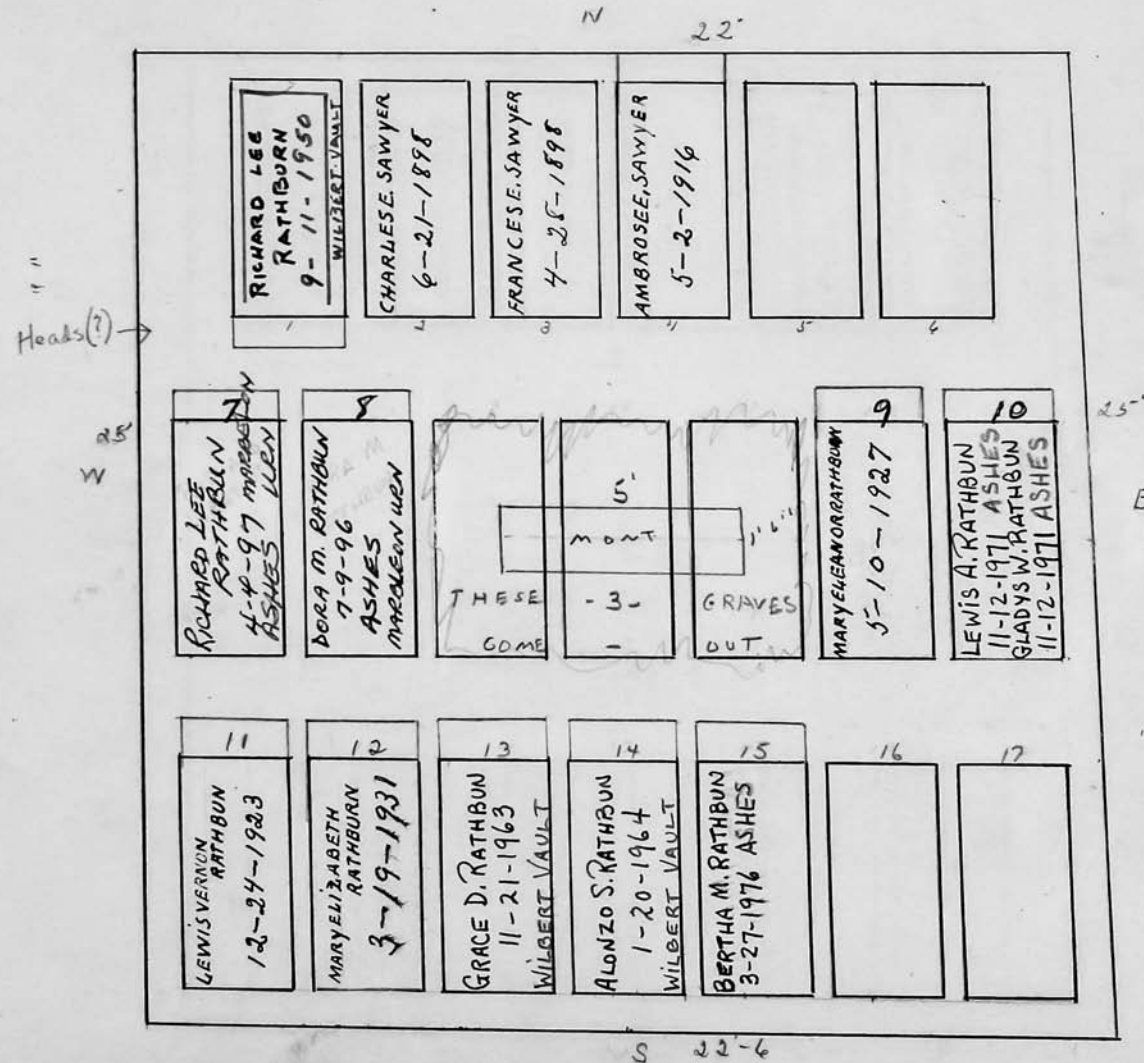 N
22'
RICHARD LEE
RATHBURN
9-11-1950
WILBERT VAULT
1
CHARLES E. SAWYER
6-21-1898
2
FRANCES E. SAWYER
4-28-1898
3
AMBROSE E. SAWYER
5-2-1916
4
5
6
" "
Heads(?) →
25'
W
7
RICHARD LEE
RATHBUN
4-4-97 MARBELON
ASHES URN
8
DORA M. RATHBUN
7-9-96
ASHES
MARBLEON URN
5'
MONT
1'6"
THESE - 3 - GRAVES
COME - OUT
9
MARY ELEANOR RATHBURN
5-10-1927
10
LEWIS A. RATHBUN
11-12-1971 ASHES
GLADYS W. RATHBUN
11-12-1971 ASHES
25'
E
11
LEWIS VERNON
RATHBUN
12-24-1923
12
MARY ELIZABETH
RATHBURN
3-19-1931
13
GRACE D. RATHBUN
11-21-1963
WILBERT VAULT
14
ALONZO S. RATHBUN
1-20-1964
WILBERT VAULT
15
BERTHA M. RATHBUN
3-27-1976 ASHES
16
17
S 22-6